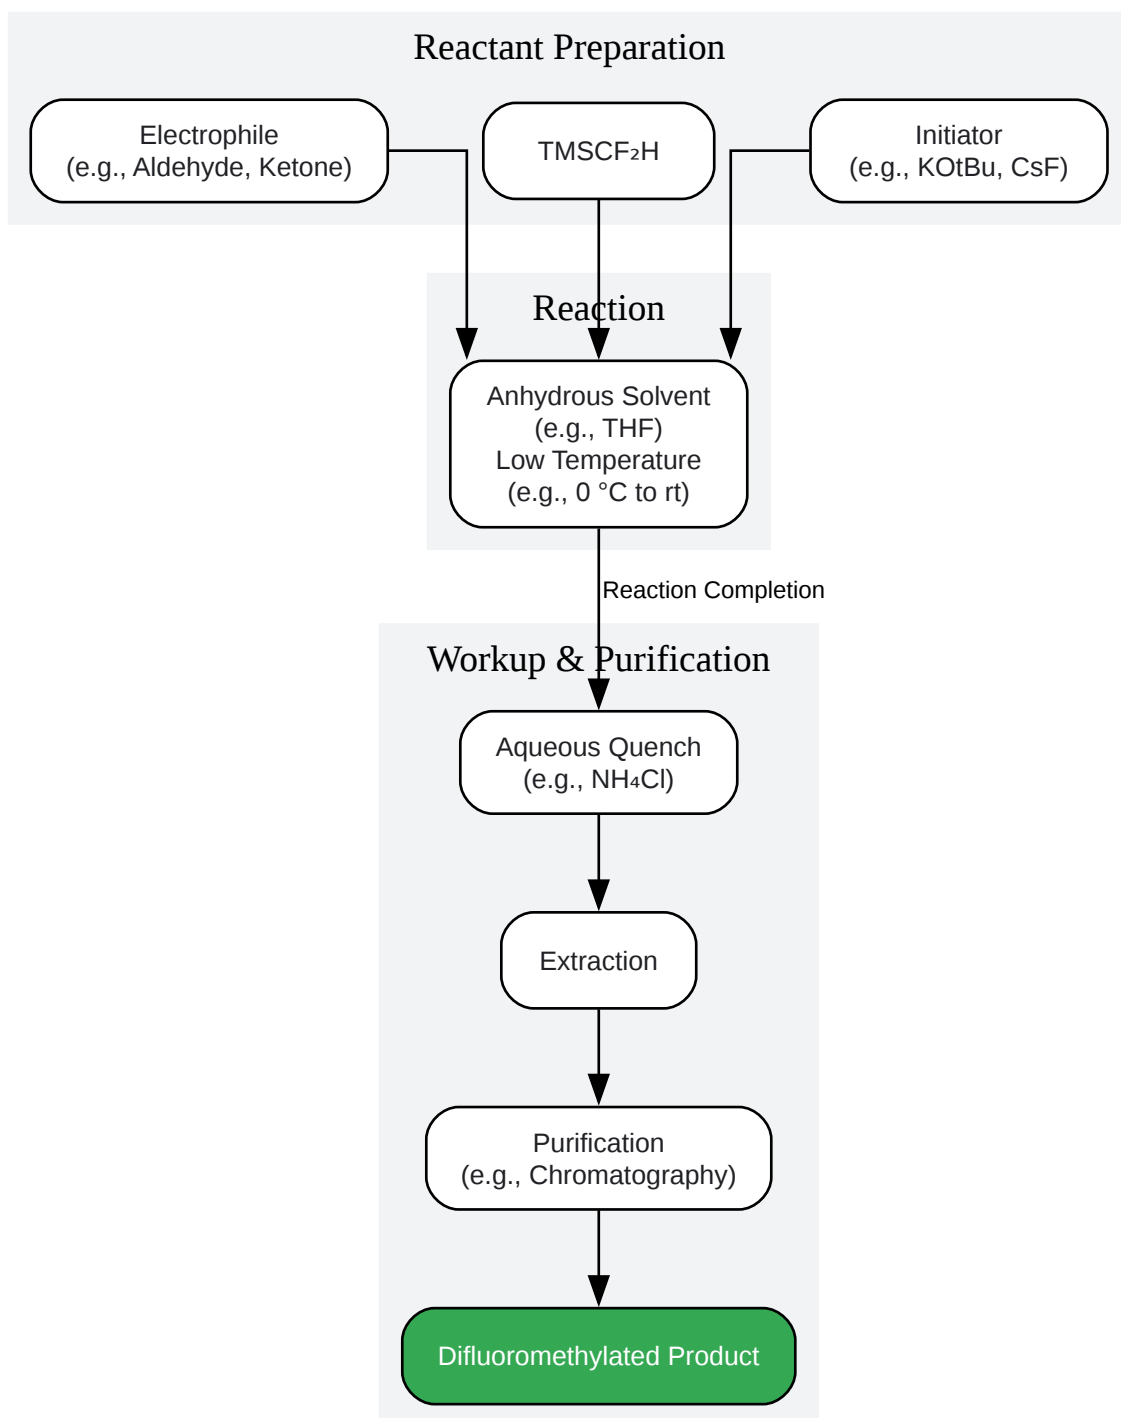 Reactant Preparation
Electrophile
(e.g., Aldehyde, Ketone)
TMSCF₂H
Initiator
(e.g., KOtBu, CsF)
Reaction
Anhydrous Solvent
(e.g., THF)
Low Temperature
(e.g., 0 °C to rt)
Reaction Completion
Workup & Purification
Aqueous Quench
(e.g., NH₄Cl)
Extraction
Purification
(e.g., Chromatography)
Difluoromethylated Product